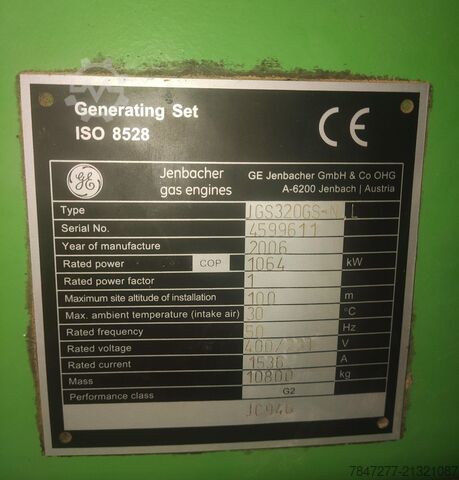 Generating Set
ISO 8528
CE
GE
Jenbacher gas engines
GE Jenbacher GmbH & Co OHG
A-6200 Jenbach | Austria
Type JGS320GS-N.L
Serial No. 4599611
Year of manufacture 2006
Rated power COP 1064 kW
Rated power factor 1
Maximum site altitude of installation 100 m
Max. ambient temperature (intake air) 30 °C
Rated frequency 50 Hz
Rated voltage 400/231 V
Rated current 1536 A
Mass 10800 kg
Performance class G2
7847277-21321087